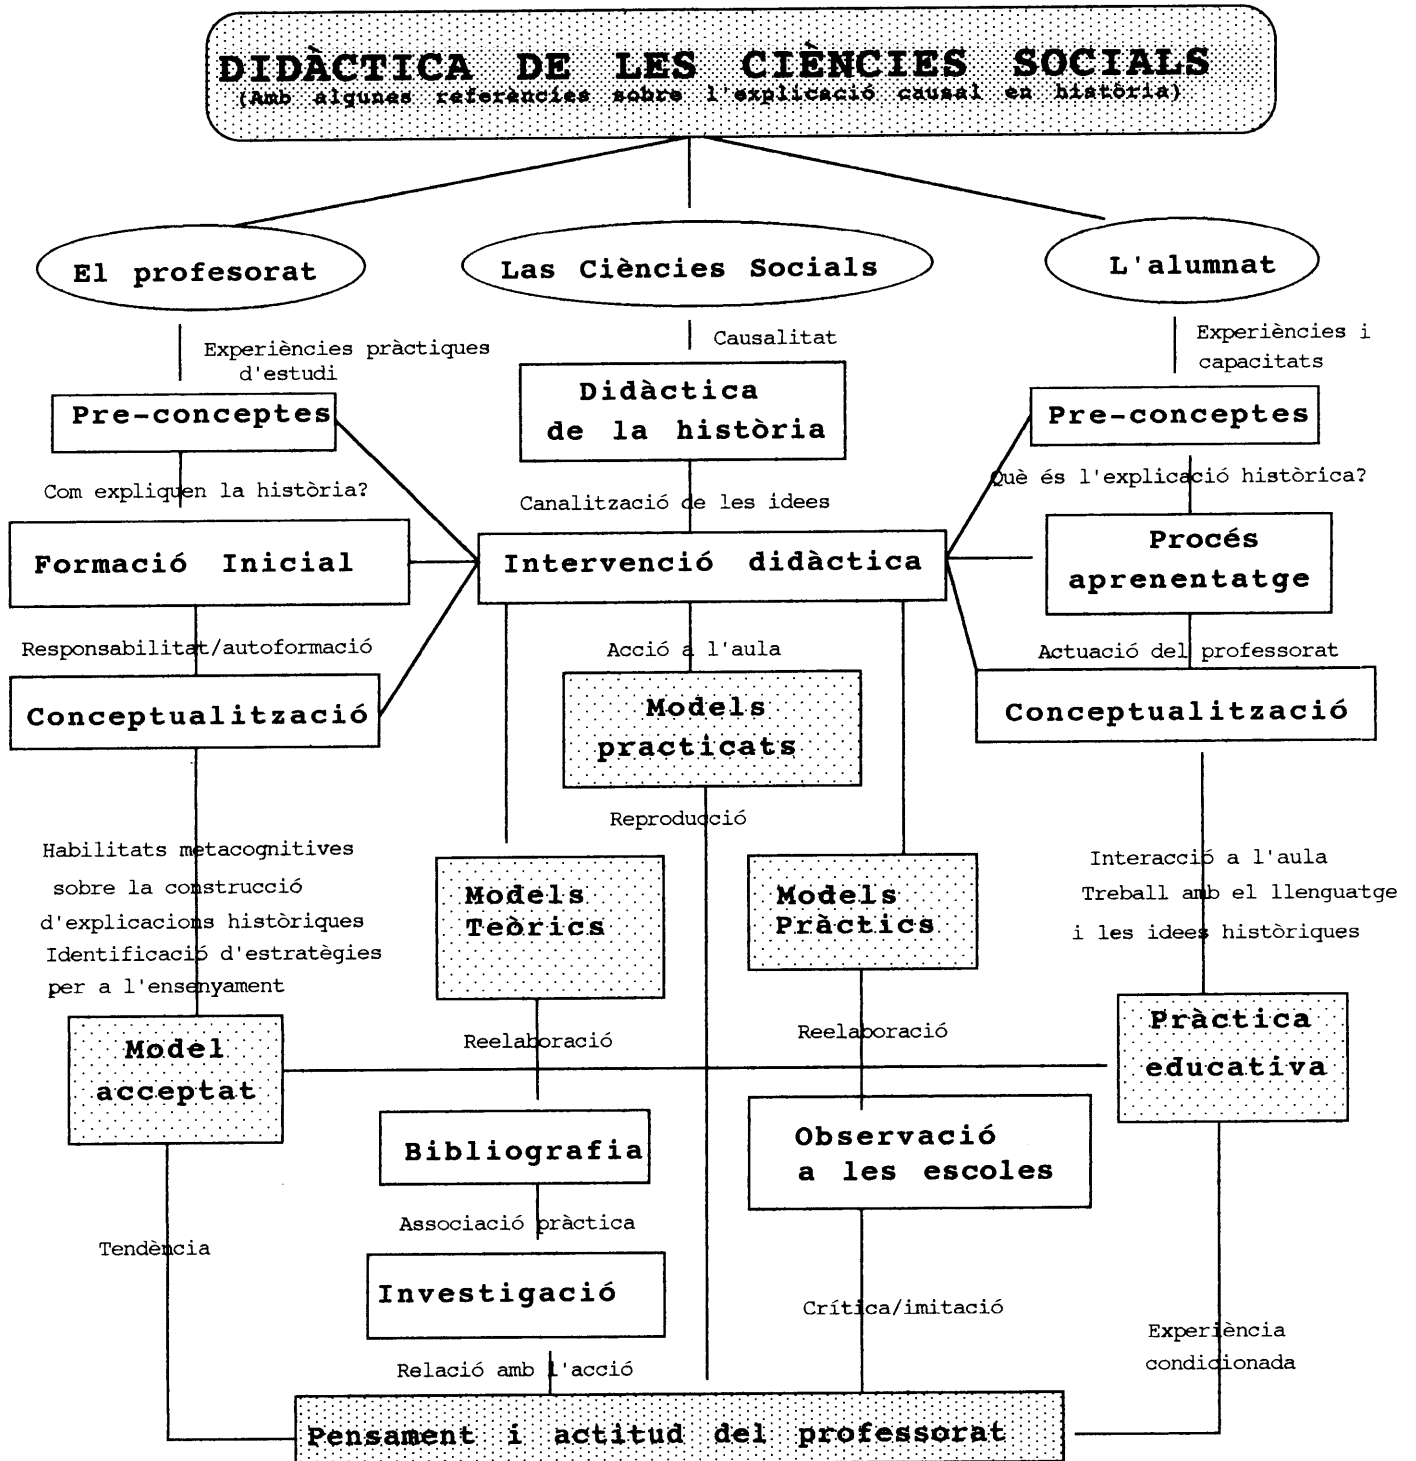 DIDÀCTICA DE LES CIÈNCIES SOCIALS
(Amb algunes referències sobre l'explicació causal en història)
El profesorat
Las Ciències Socials
L'alumnat
Experiències pràctiques
d'estudi
Causalitat
Experiències i
capacitats
Pre-conceptes
Didàctica
de la història
Pre-conceptes
Com expliquen la història?
Canalització de les idees
Què és l'explicació històrica?
Formació Inicial
Intervenció didàctica
Procés
aprenentatge
Responsabilitat/autoformació
Acció a l'aula
Actuació del professorat
Conceptualització
Models
practicats
Conceptualització
Reproducció
Habilitats metacognitives
sobre la construcció
d'explicacions històriques
Identificació d'estratègies
per a l'ensenyament
Models
Teòrics
Models
Pràctics
Interacció a l'aula
Treball amb el llenguatge
i les idees històriques
Reelaboració
Reelaboració
Model
acceptat
Pràctica
educativa
Bibliografia
Observació
a les escoles
Associació pràctica
Tendència
Investigació
Crítica/imitació
Experiència
condicionada
Relació amb l'acció
Pensament i actitud del professorat